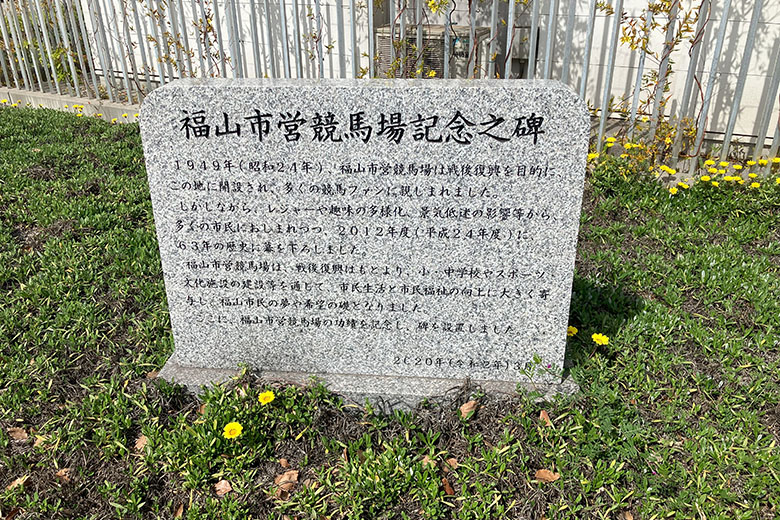 福山市営競馬場記念之碑
1949年(昭和24年)、福山市営競馬場は戦後復興を目的に
この地に開設され、多くの競馬ファンに親しまれました。
しかしながら、レジャーや趣味の多様化、景気低迷の影響等から、
多くの市民におしまれつつ、2012年度(平成24年度)に
63年の歴史に幕を下ろしました。
福山市営競馬場は、戦後復興はもとより、小・中学校やスポーツ、
文化施設の建設等を通じて、市民生活と市民福祉の向上に大きく寄
与し、福山市民の夢や希望の礎となりました。
ここに、福山市営競馬場の功績を記念し、碑を設置しました。
2020年(令和2年)3